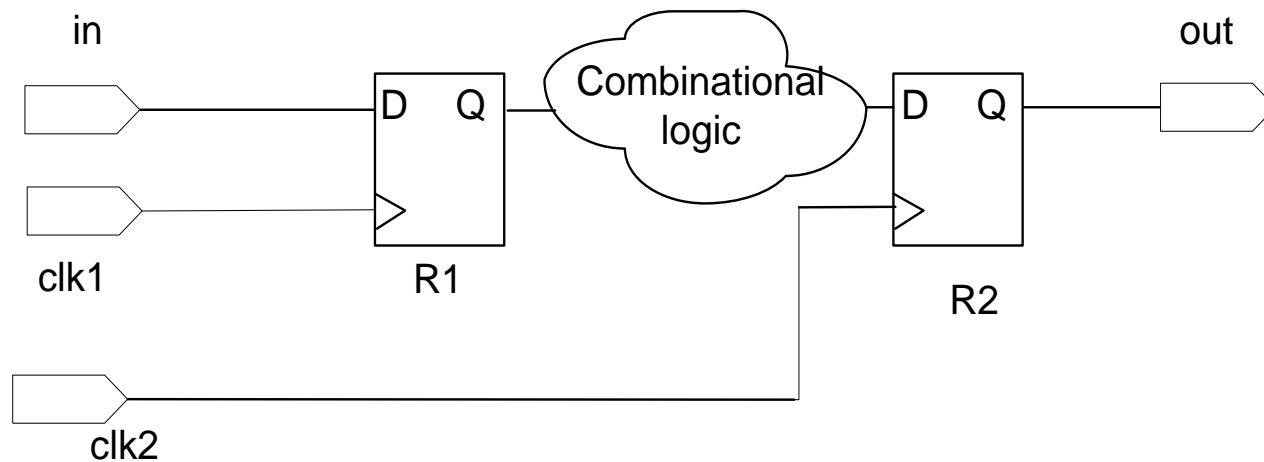 in
out
D Q
Combinational
logic
D Q
clk1
R1
R2
clk2